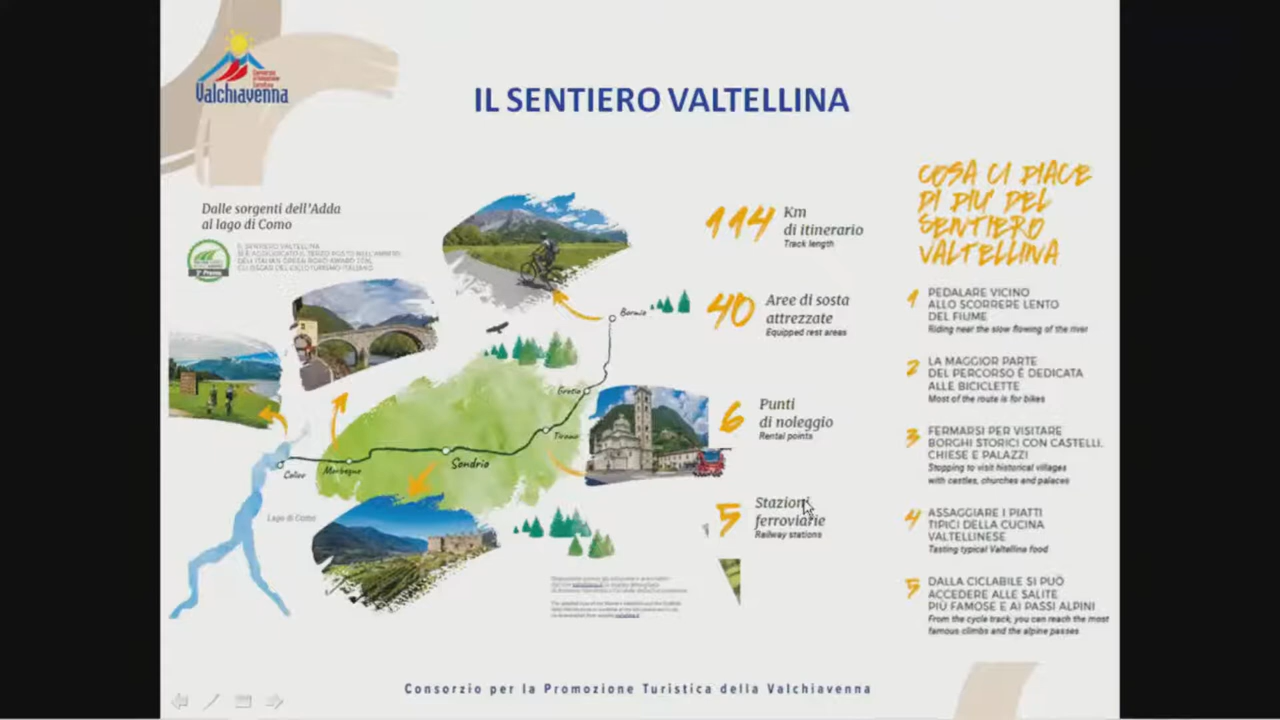 Valchiavenna
IL SENTIERO VALTELLINA
Dalle sorgenti dell'Adda
al lago di Como
IL SENTIERO VALTELLINA
114
Km
di itinerario
Track length
40
Aree di sosta
attrezzate
Equipped rest areas
6
Punti
di noleggio
Rental points
5
Stazioni
ferroviarie
Railway stations
Bormio
Grosio
Tirano
Sondrio
Morbegno
Colico
Lago di Como
COSA CI PIACE
DI PIU' DEL
SENTIERO
VALTELLINA
1
PEDALARE VICINO
ALLO SCORRERE LENTO
DEL FIUME
Riding near the slow flowing of the river
2
LA MAGGIOR PARTE
DEL PERCORSO È DEDICATA
ALLE BICICLETTE
Most of the route is for bikes
3
FERMARSI PER VISITARE
BORGHI STORICI CON CASTELLI,
CHIESE E PALAZZI
Stopping to visit historical villages
with castles, churches and palaces
4
ASSAGGIARE I PIATTI
TIPICI DELLA CUCINA
VALTELLINESE
Tasting typical Valtellina food
5
DALLA CICLABILE SI PUÒ
ACCEDERE ALLE SALITE
PIÙ FAMOSE E AI PASSI ALPINI
From the cycle track, you can reach the most
famous climbs and the alpine passes
Consorzio per la Promozione Turistica della Valchiavenna